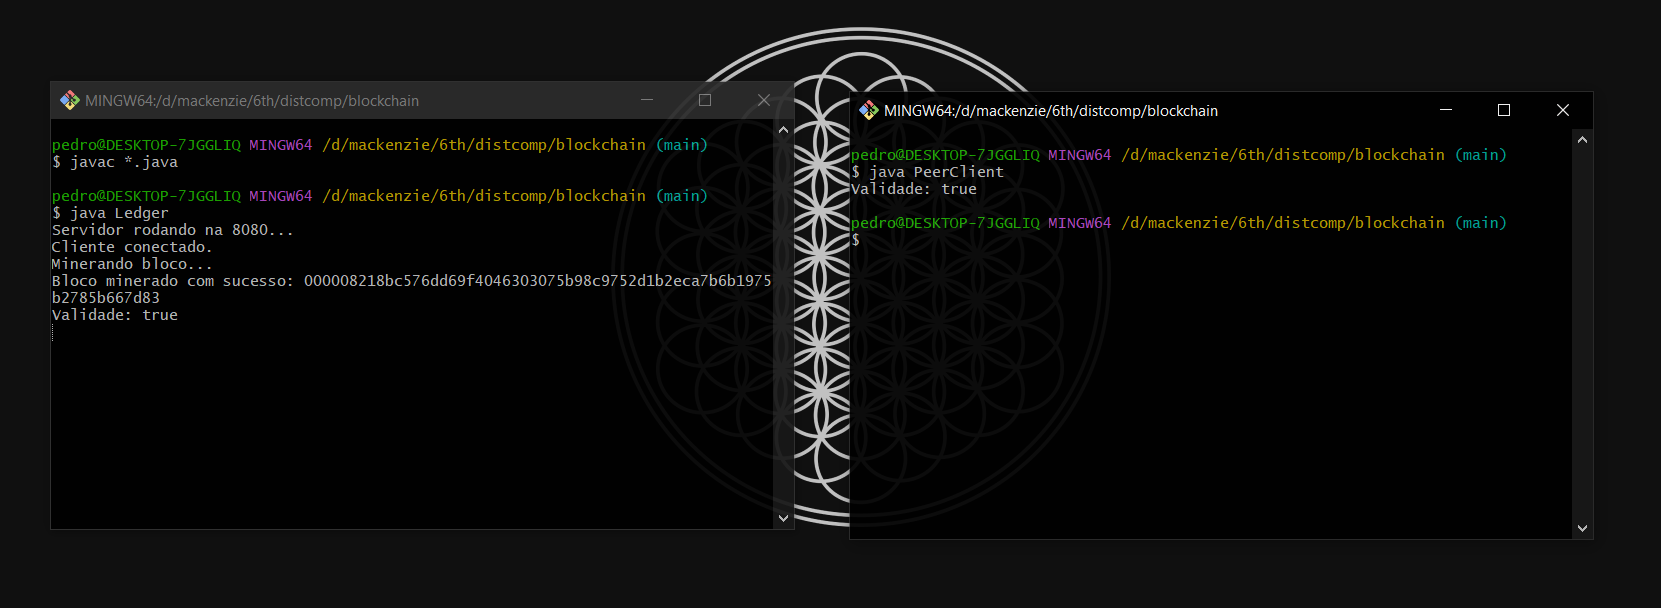 MINGW64:/d/mackenzie/6th/distcomp/blockchain
pedro@DESKTOP-7JGGLIQ MINGW64 /d/mackenzie/6th/distcomp/blockchain (main)
$ javac *.java
pedro@DESKTOP-7JGGLIQ MINGW64 /d/mackenzie/6th/distcomp/blockchain (main)
$ java Ledger
Servidor rodando na 8080...
Cliente conectado.
Minerando bloco...
Bloco minerado com sucesso: 000008218bc576dd69f4046303075b98c9752d1b2eca7b6b1975
b2785b667d83
Validade: true
MINGW64:/d/mackenzie/6th/distcomp/blockchain
pedro@DESKTOP-7JGGLIQ MINGW64 /d/mackenzie/6th/distcomp/blockchain (main)
$ java PeerClient
Validade: true
pedro@DESKTOP-7JGGLIQ MINGW64 /d/mackenzie/6th/distcomp/blockchain (main)
$